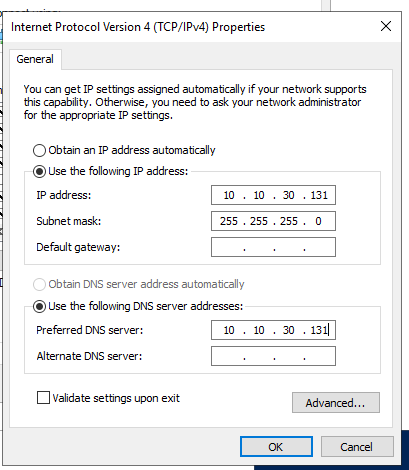 Internet Protocol Version 4 (TCP/IPv4) Properties
General
You can get IP settings assigned automatically if your network supports
this capability. Otherwise, you need to ask your network administrator
for the appropriate IP settings.
Obtain an IP address automatically
Use the following IP address:
IP address: 10 . 10 . 30 . 131
Subnet mask: 255 . 255 . 255 . 0
Default gateway: . . .
Obtain DNS server address automatically
Use the following DNS server addresses:
Preferred DNS server: 10 . 10 . 30 . 131
Alternate DNS server: . . .
Validate settings upon exit
Advanced...
OK Cancel